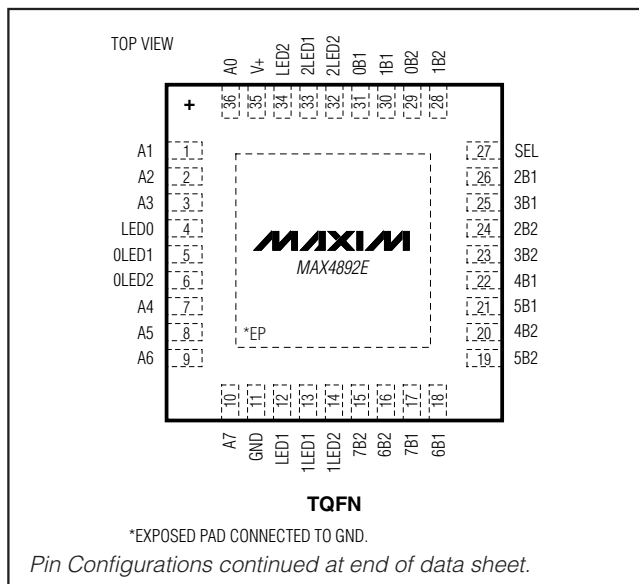 TOP VIEW
A0 V+ LED2 2LED1 2LED2 0B1 1B1 0B2 1B2
+ 36 35 34 33 32 31 30 29 28
A1 1 27 SEL
A2 2 26 2B1
A3 3 25 3B1
LED0 4 24 2B2
0LED1 5 23 3B2
0LED2 6 22 4B1
A4 7 21 5B1
A5 8 20 4B2
A6 9 19 5B2
MAXIM
MAX4892E
*EP
10 11 12 13 14 15 16 17 18
A7 GND LED1 1LED1 1LED2 7B2 6B2 7B1 6B1
TQFN
*EXPOSED PAD CONNECTED TO GND.
Pin Configurations continued at end of data sheet.